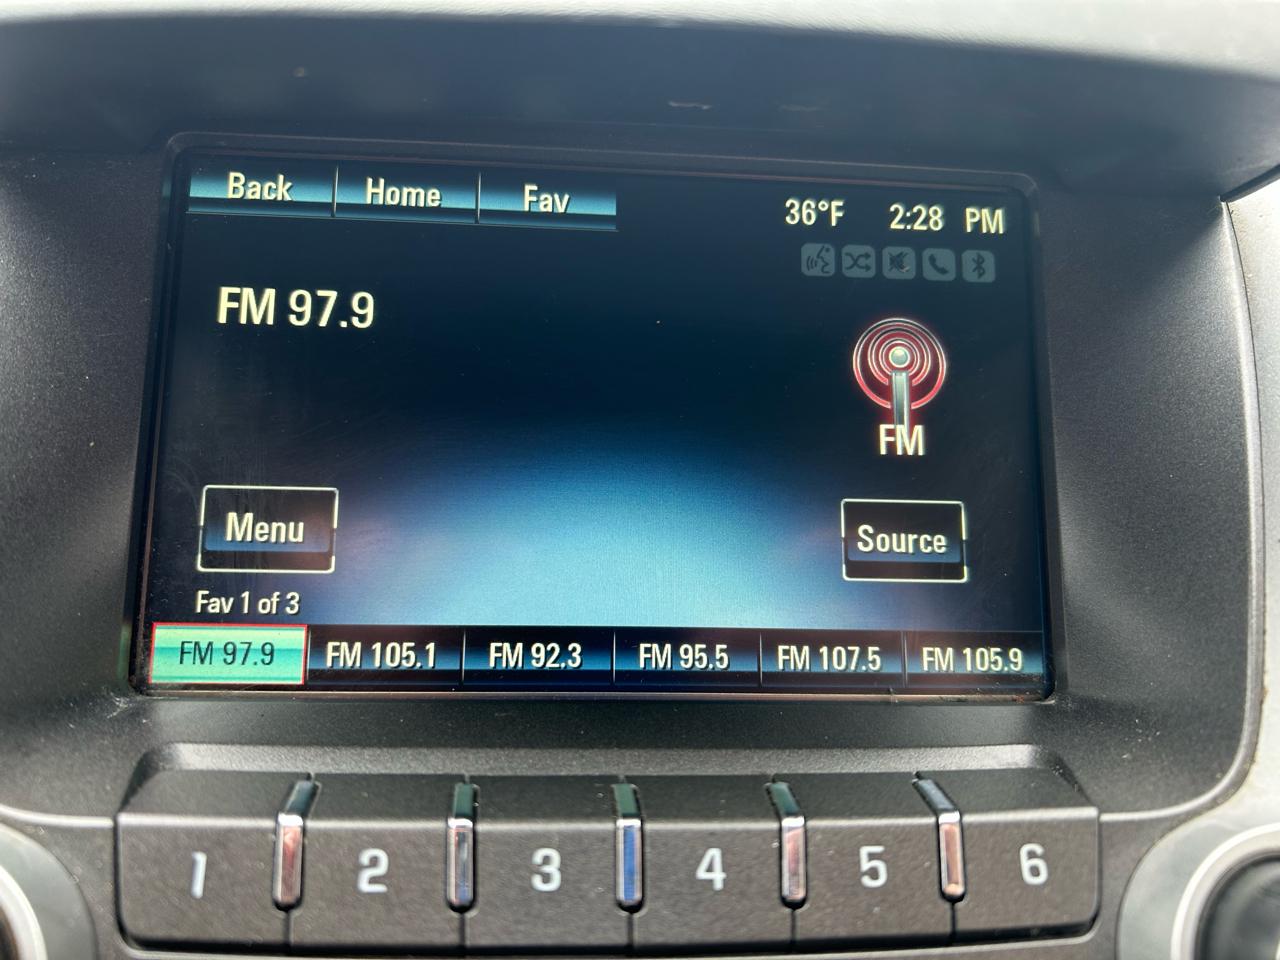 Back Home Fav 36°F 2:28 PM
FM 97.9
FM
Menu Source
Fav 1 of 3
FM 97.9 FM 105.1 FM 92.3 FM 95.5 FM 107.5 FM 105.9
1 2 3 4 5 6